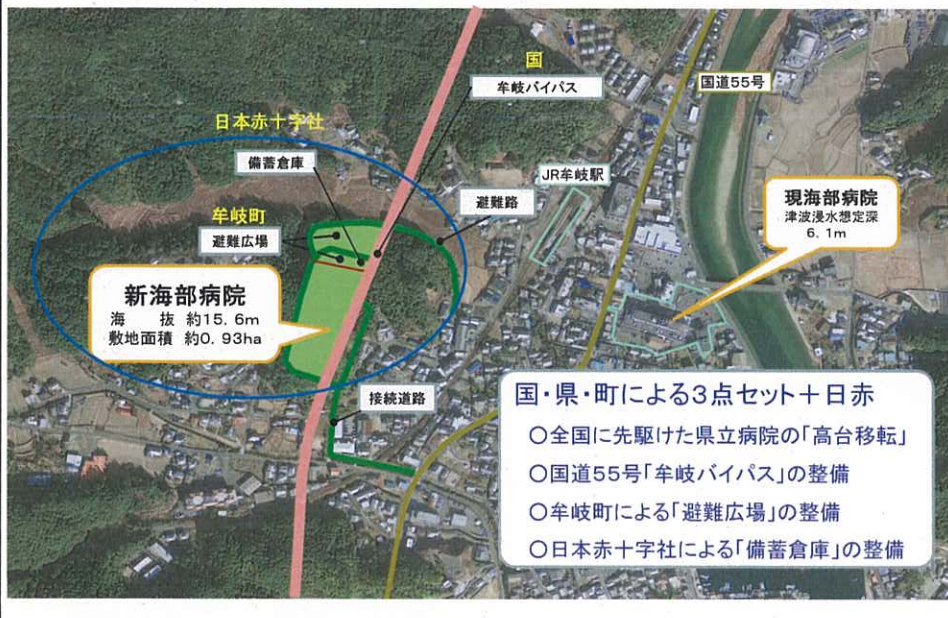 国
牟岐バイパス
国道55号
日本赤十字社
備蓄倉庫
JR牟岐駅
現海部病院
津波浸水想定深
6.1m
避難路
牟岐町
避難広場
新海部病院
海　抜 約15.6m
敷地面積 約0.93ha
接続道路
国・県・町による3点セット＋日赤
○全国に先駆けた県立病院の「高台移転」
○国道55号「牟岐バイパス」の整備
○牟岐町による「避難広場」の整備
○日本赤十字社による「備蓄倉庫」の整備